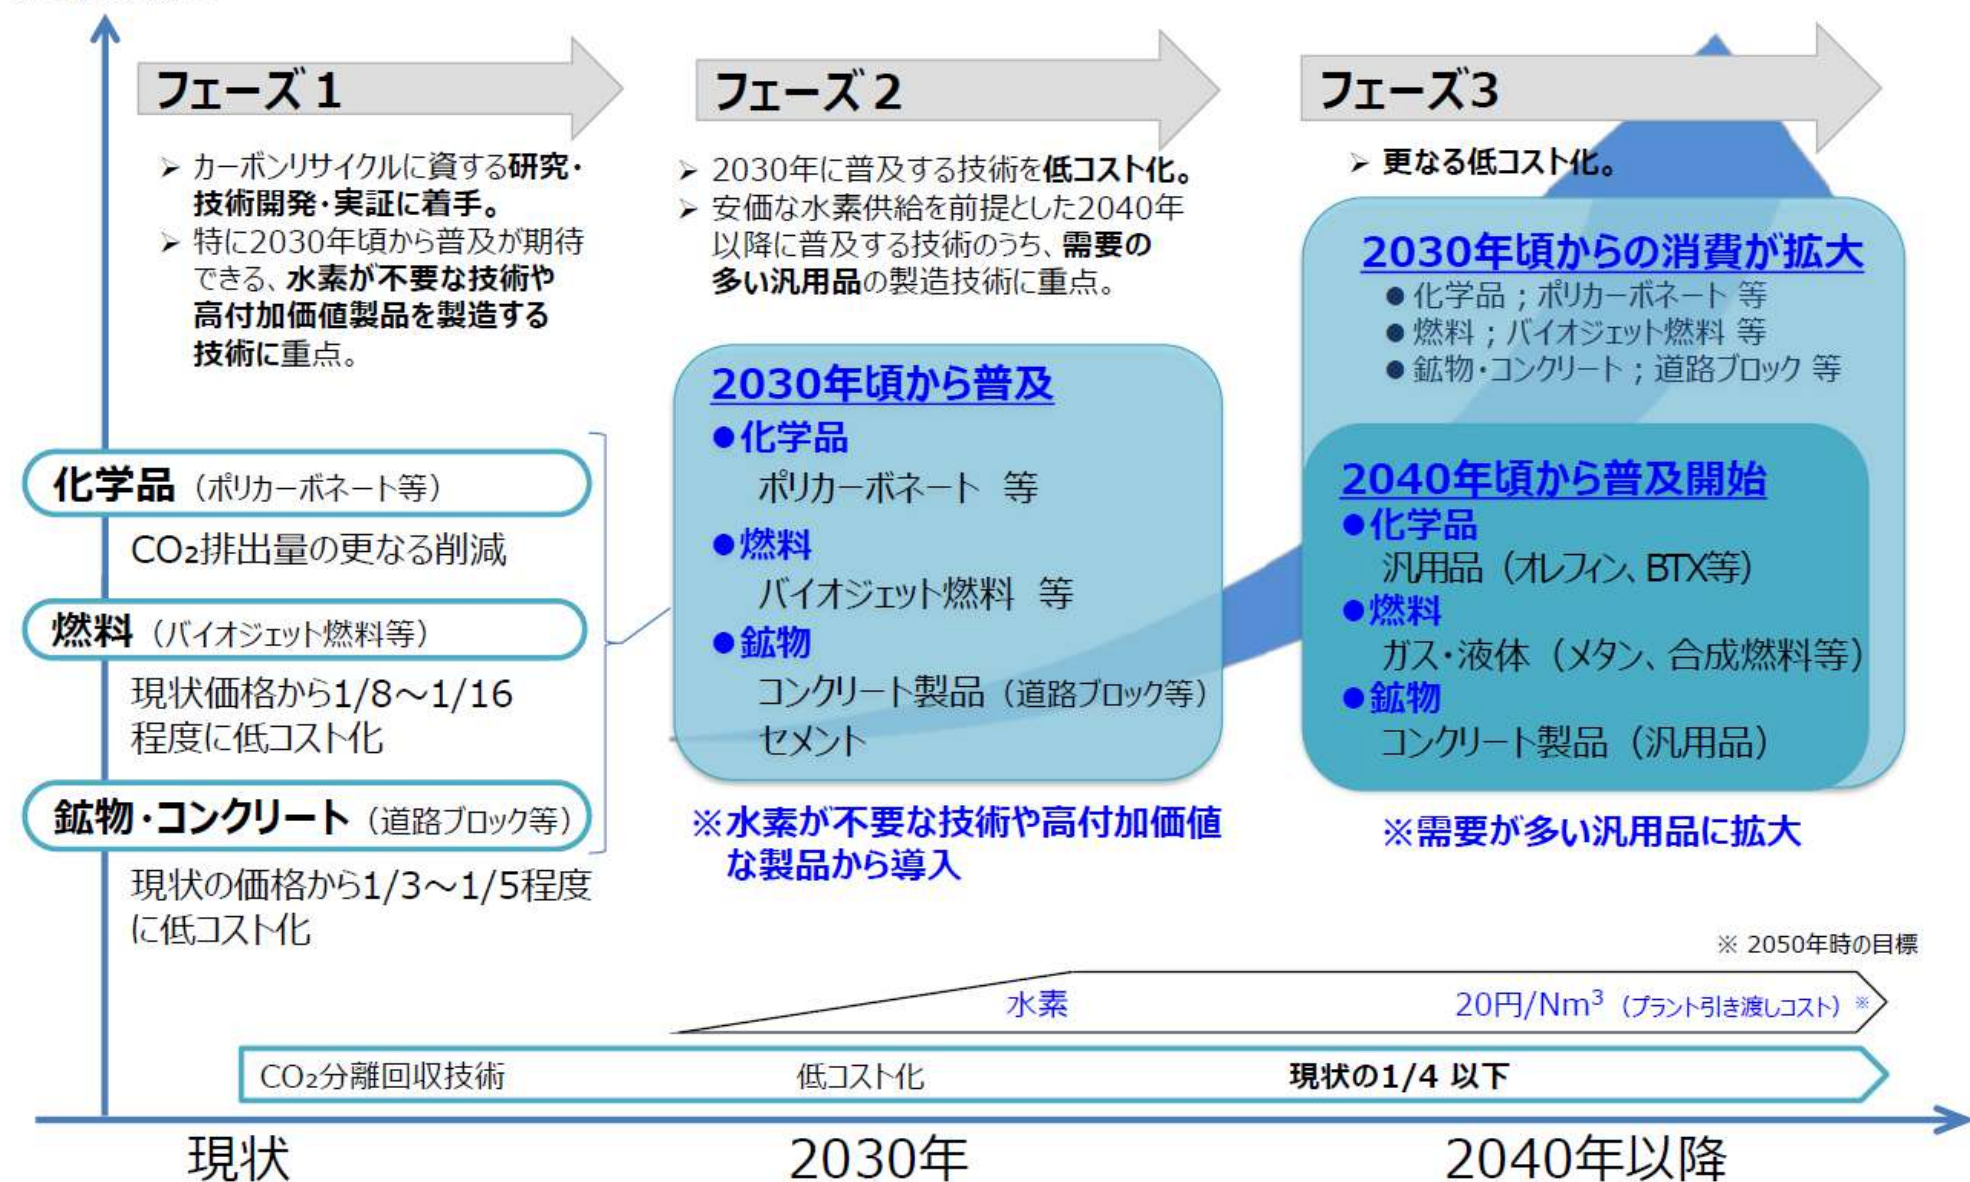 フェーズ1
➢ カーボンリサイクルに資する研究・
技術開発・実証に着手。
➢ 特に2030年頃から普及が期待
できる、水素が不要な技術や
高付加価値製品を製造する
技術に重点。
化学品（ポリカーボネート等）
CO₂排出量の更なる削減
燃料（バイオジェット燃料等）
現状価格から1/8～1/16
程度に低コスト化
鉱物・コンクリート（道路ブロック等）
現状の価格から1/3～1/5程度
に低コスト化
フェーズ2
➢ 2030年に普及する技術を低コスト化。
➢ 安価な水素供給を前提とした2040年
以降に普及する技術のうち、需要の
多い汎用品の製造技術に重点。
2030年頃から普及
●化学品
ポリカーボネート 等
●燃料
バイオジェット燃料 等
●鉱物
コンクリート製品（道路ブロック等）
セメント
※水素が不要な技術や高付加価値
な製品から導入
フェーズ3
➢ 更なる低コスト化。
2030年頃からの消費が拡大
●化学品；ポリカーボネート 等
●燃料；バイオジェット燃料 等
●鉱物・コンクリート；道路ブロック 等
2040年頃から普及開始
●化学品
汎用品（オレフィン、BTX等）
●燃料
ガス・液体（メタン、合成燃料等）
●鉱物
コンクリート製品（汎用品）
※需要が多い汎用品に拡大
※ 2050年時の目標
水素 20円/Nm³（プラント引き渡しコスト）※
CO₂分離回収技術 低コスト化 現状の1/4 以下
現状 2030年 2040年以降